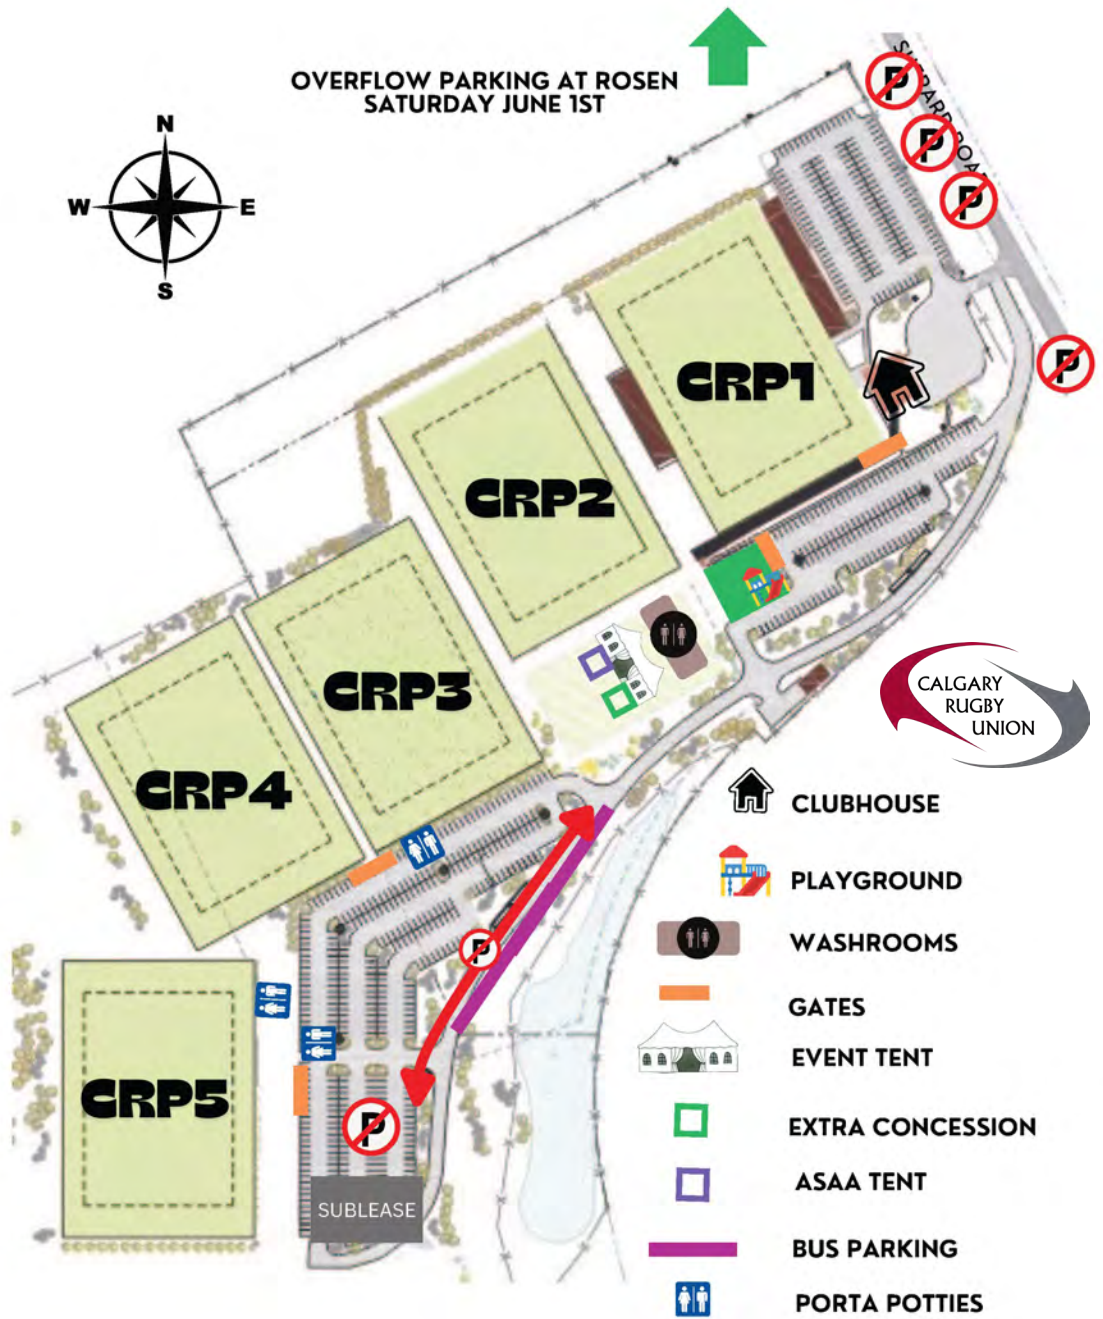 OVERFLOW PARKING AT ROSEN
SATURDAY JUNE 1ST
N
W
E
S
P
P
P
P
CRP1
CRP2
CRP3
CRP4
CRP5
P
P
SUBLEASE
CALGARY
RUGBY
UNION
CLUBHOUSE
PLAYGROUND
WASHROOMS
GATES
EVENT TENT
EXTRA CONCESSION
ASAA TENT
BUS PARKING
PORTA POTTIES